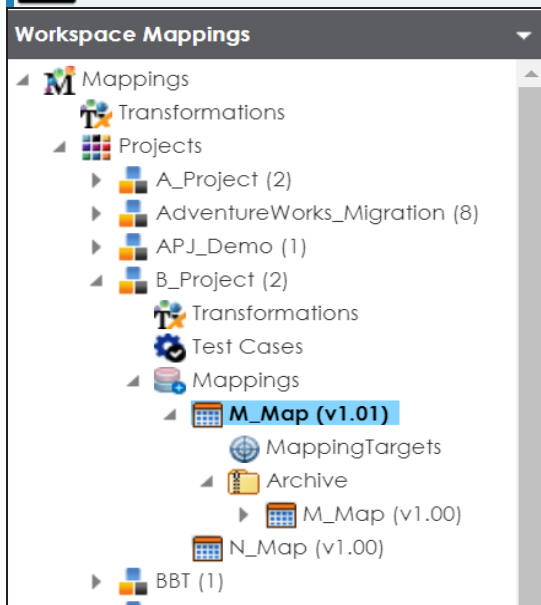 Workspace Mappings
Mappings
Transformations
Projects
A_Project (2)
AdventureWorks_Migration (8)
APJ_Demo (1)
B_Project (2)
Transformations
Test Cases
Mappings
M_Map (v1.01)
MappingTargets
Archive
M_Map (v1.00)
N_Map (v1.00)
BBT (1)